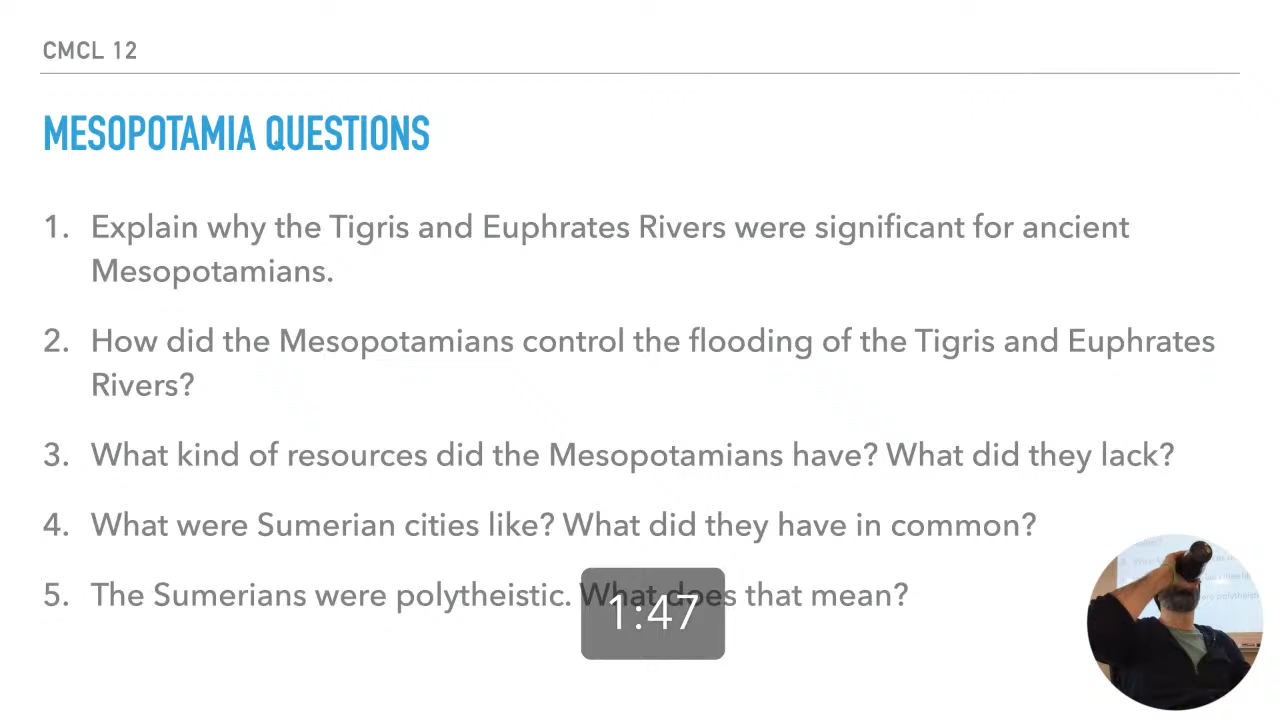 CMCL 12
MESOPOTAMIA QUESTIONS
1. Explain why the Tigris and Euphrates Rivers were significant for ancient
Mesopotamians.
2. How did the Mesopotamians control the flooding of the Tigris and Euphrates
Rivers?
3. What kind of resources did the Mesopotamians have? What did they lack?
4. What were Sumerian cities like? What did they have in common?
5. The Sumerians were polytheistic. What does that mean?
1:47